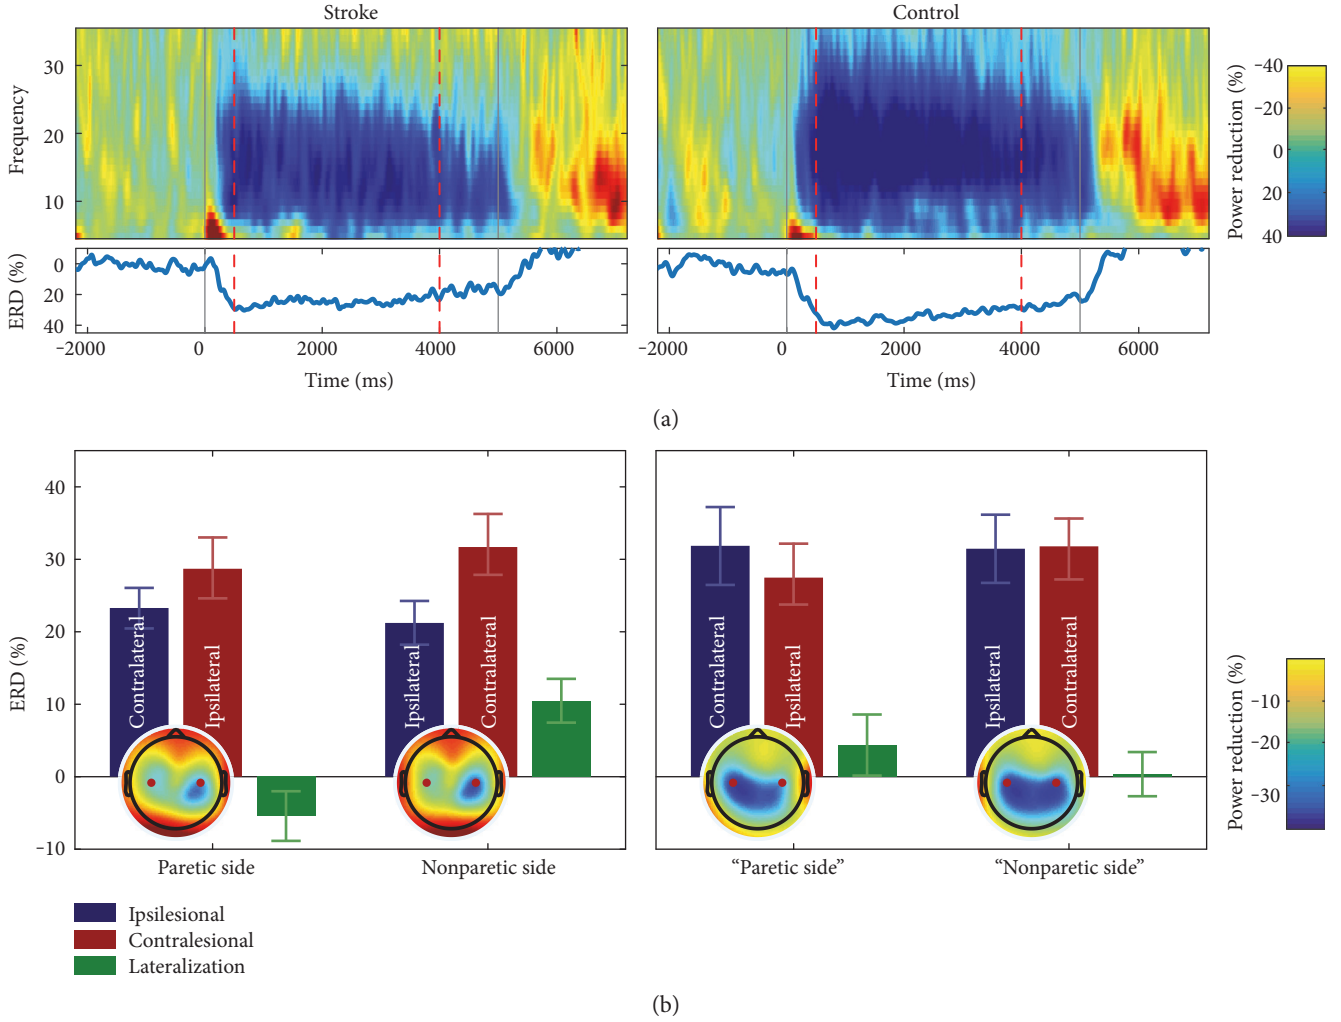 Stroke
Control
Frequency
30
20
10
Power reduction (%)
−40
−20
0
20
40
ERD (%)
0
20
40
−2000 0 2000 4000 6000
−2000 0 2000 4000 6000
Time (ms)
Time (ms)
(a)
ERD (%)
40
30
20
10
0
−10
Contralateral
Ipsilateral
Ipsilateral
Contralateral
Contralateral
Ipsilateral
Ipsilateral
Contralateral
Paretic side
Nonparetic side
“Paretic side”
“Nonparetic side”
Power reduction (%)
−10
−20
−30
Ipsilesional
Contralesional
Lateralization
(b)